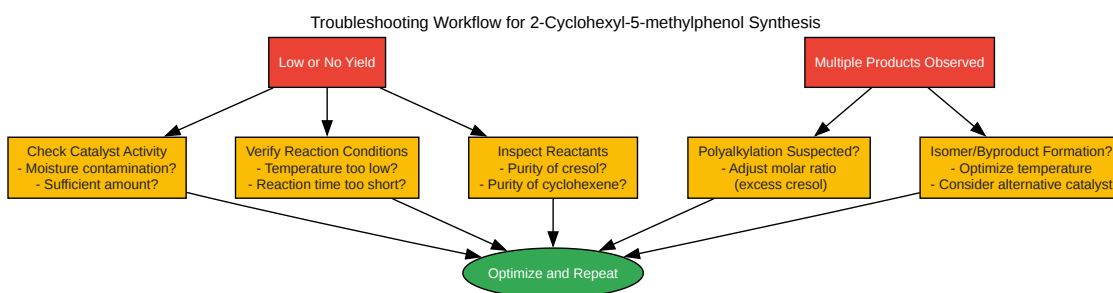 Troubleshooting Workflow for 2-Cyclohexyl-5-methylphenol Synthesis
Low or No Yield
Multiple Products Observed
Check Catalyst Activity
- Moisture contamination?
- Sufficient amount?
Verify Reaction Conditions
- Temperature too low?
- Reaction time too short?
Inspect Reactants
- Purity of cresol?
- Purity of cyclohexene?
Polyalkylation Suspected?
- Adjust molar ratio
(excess cresol)
Isomer/Byproduct Formation?
- Optimize temperature
- Consider alternative catalyst
Optimize and Repeat